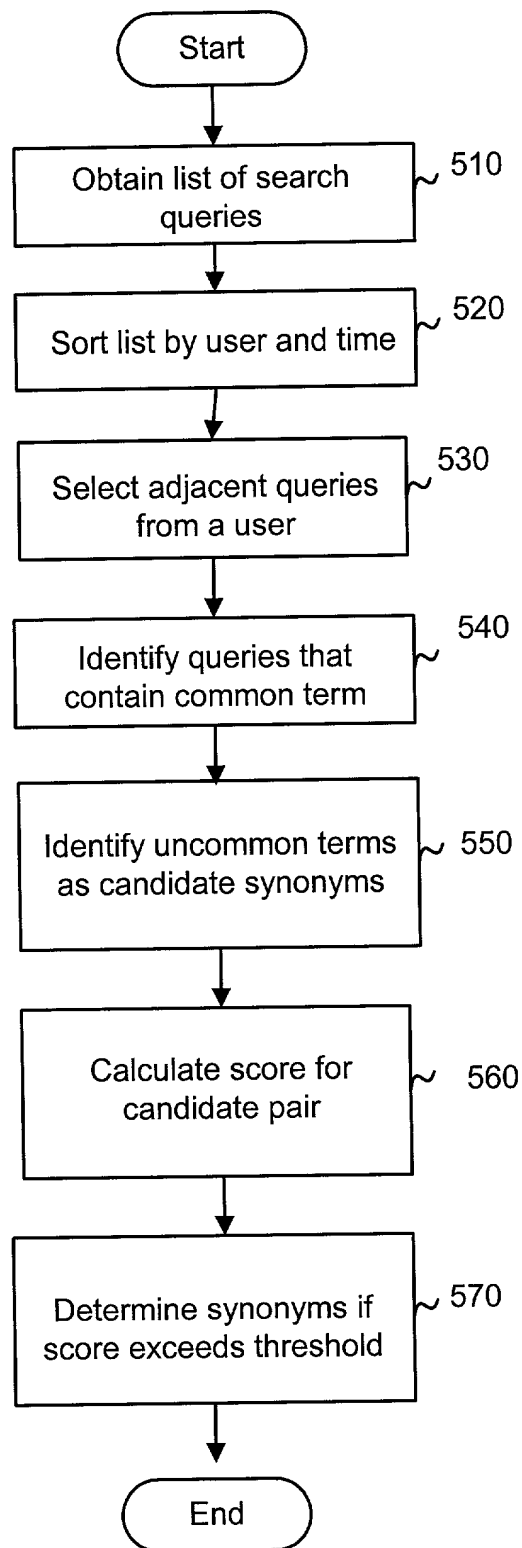 Start
Obtain list of search
queries
510
Sort list by user and time
520
Select adjacent queries
from a user
530
Identify queries that
contain common term
540
Identify uncommon terms
as candidate synonyms
550
Calculate score for
candidate pair
560
Determine synonyms if
score exceeds threshold
570
End